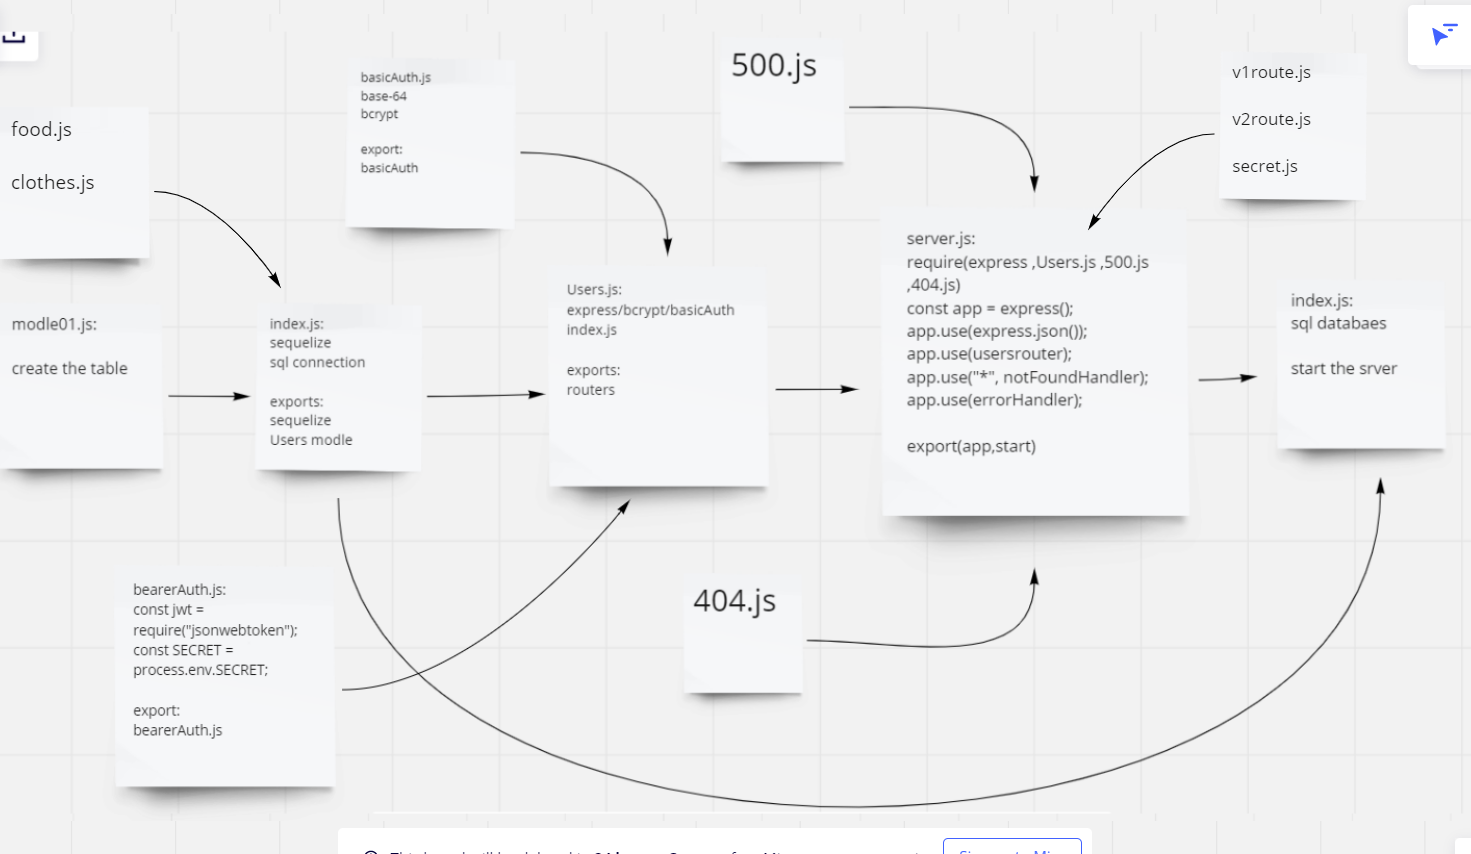 food.js
clothes.js
basicAuth.js
base-64
bcrypt
export:
basicAuth
500.js
v1route.js
v2route.js
secret.js
modle01.js:
create the table
index.js:
sequelize
sql connection
exports:
sequelize
Users modle
Users.js:
express/bcrypt/basicAuth
index.js
exports:
routers
server.js:
require(express ,Users.js ,500.js
,404.js)
const app = express();
app.use(express.json());
app.use(usersrouter);
app.use("*", notFoundHandler);
app.use(errorHandler);
export(app,start)
index.js:
sql databaes
start the srver
bearerAuth.js:
const jwt =
require("jsonwebtoken");
const SECRET =
process.env.SECRET;
export:
bearerAuth.js
404.js